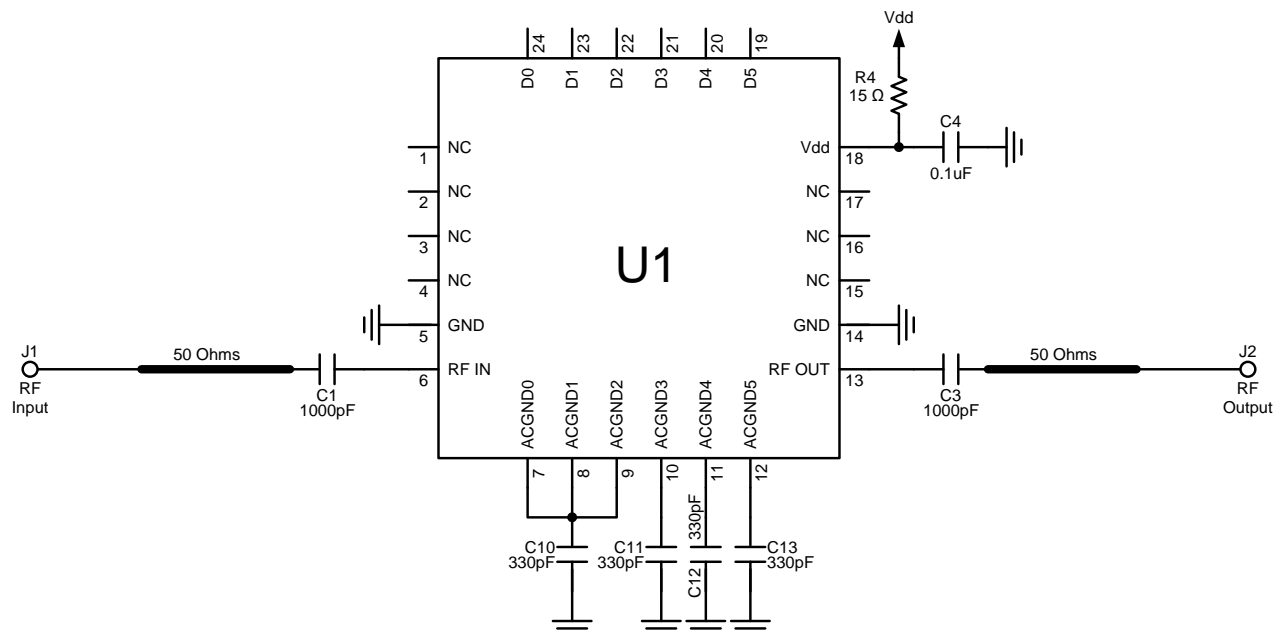 24
23
22
21
20
19
D0
D1
D2
D3
D4
D5
Vdd
R4
15 Ω
C4
0.1uF
1
NC
2
NC
3
NC
4
NC
5
GND
6
RF IN
U1
Vdd
18
NC
17
NC
16
NC
15
GND
14
RF OUT
13
J1
RF
Input
50 Ohms
C1
1000pF
C3
1000pF
50 Ohms
J2
RF
Output
ACGND0
ACGND1
ACGND2
ACGND3
ACGND4
ACGND5
7
8
9
10
11
12
C10
330pF
C11
330pF
330pF
C12
C13
330pF